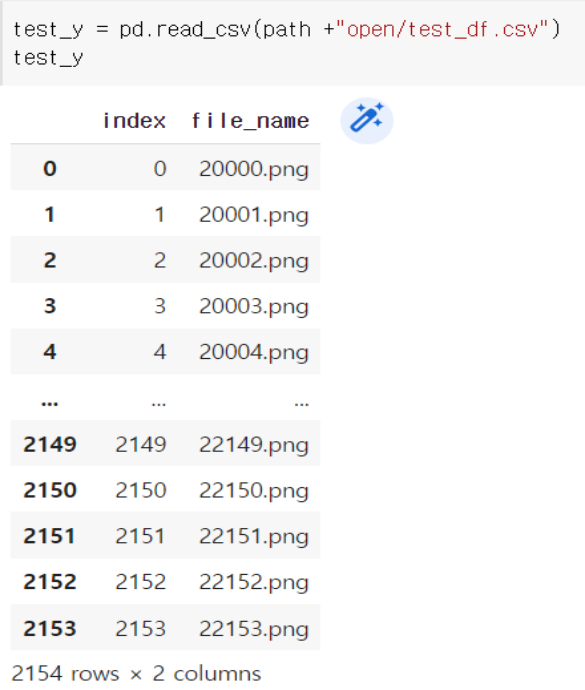 test_y = pd.read_csv(path +"open/test_df.csv")
test_y
index file_name
0 0 20000.png
1 1 20001.png
2 2 20002.png
3 3 20003.png
4 4 20004.png
... ... ...
2149 2149 22149.png
2150 2150 22150.png
2151 2151 22151.png
2152 2152 22152.png
2153 2153 22153.png
2154 rows × 2 columns